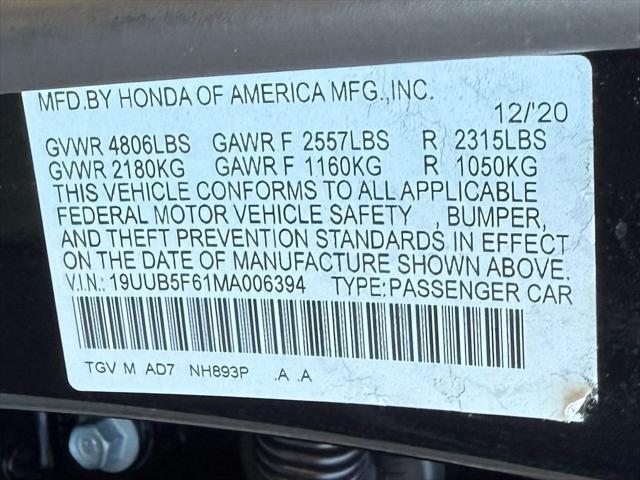 MFD.BY HONDA OF AMERICA MFG.,INC.
12/'20
GVWR 4806LBS GAWR F 2557LBS R 2315LBS
GVWR 2180KG GAWR F 1160KG R 1050KG
THIS VEHICLE CONFORMS TO ALL APPLICABLE
FEDERAL MOTOR VEHICLE SAFETY , BUMPER,
AND THEFT PREVENTION STANDARDS IN EFFECT
ON THE DATE OF MANUFACTURE SHOWN ABOVE.
V.I.N.: 19UUB5F61MA006394 TYPE:PASSENGER CAR
TGV M AD7 NH893P .A .A